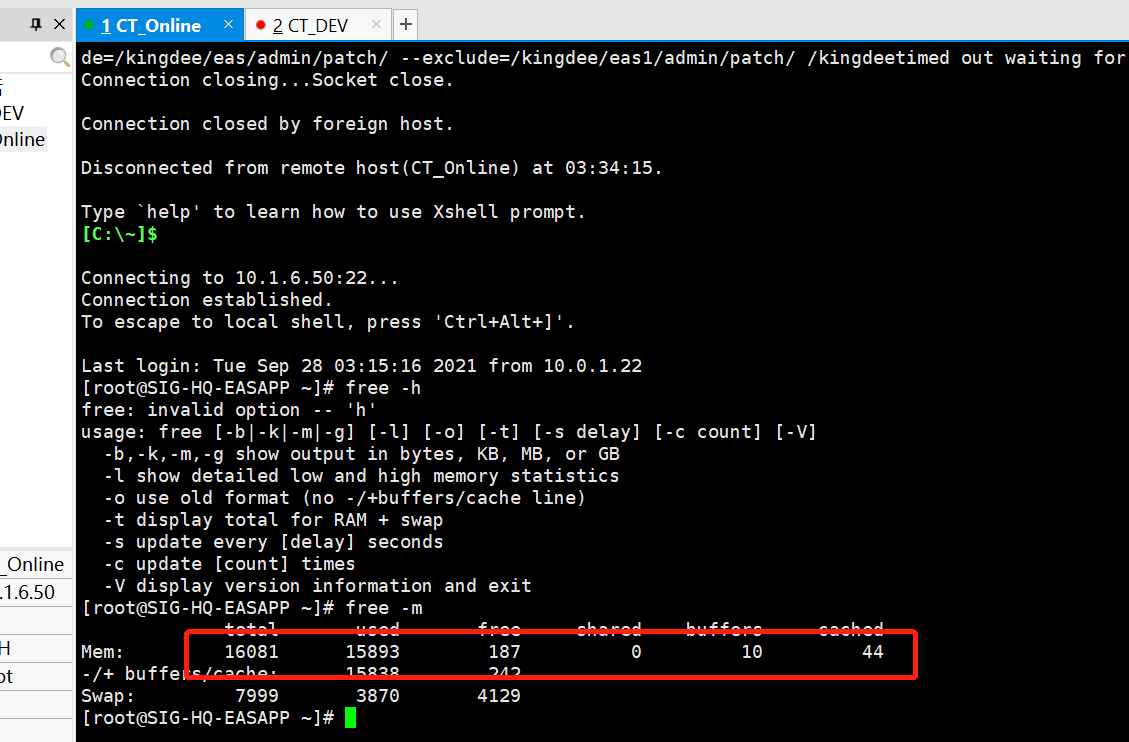 1 CT_Online
2 CT_DEV
EV
nline
_Online
.1.6.50
H
ot
de=/kingdee/eas/admin/patch/ --exclude=/kingdee/eas1/admin/patch/ /kingdeetimed out waiting for
Connection closing...Socket close.
Connection closed by foreign host.
Disconnected from remote host(CT_Online) at 03:34:15.
Type `help' to learn how to use Xshell prompt.
[C:\~]$
Connecting to 10.1.6.50:22...
Connection established.
To escape to local shell, press 'Ctrl+Alt+]'.
Last login: Tue Sep 28 03:15:16 2021 from 10.0.1.22
[root@SIG-HQ-EASAPP ~]# free -h
free: invalid option -- 'h'
usage: free [-b|-k|-m|-g] [-l] [-o] [-t] [-s delay] [-c count] [-V]
-b,-k,-m,-g show output in bytes, KB, MB, or GB
-l show detailed low and high memory statistics
-o use old format (no -/+buffers/cache line)
-t display total for RAM + swap
-s update every [delay] seconds
-c update [count] times
-V display version information and exit
[root@SIG-HQ-EASAPP ~]# free -m
total used free shared buffers cached
Mem: 16081 15893 187 0 10 44
-/+ buffers/cache: 15838 242
Swap: 7999 3870 4129
[root@SIG-HQ-EASAPP ~]#